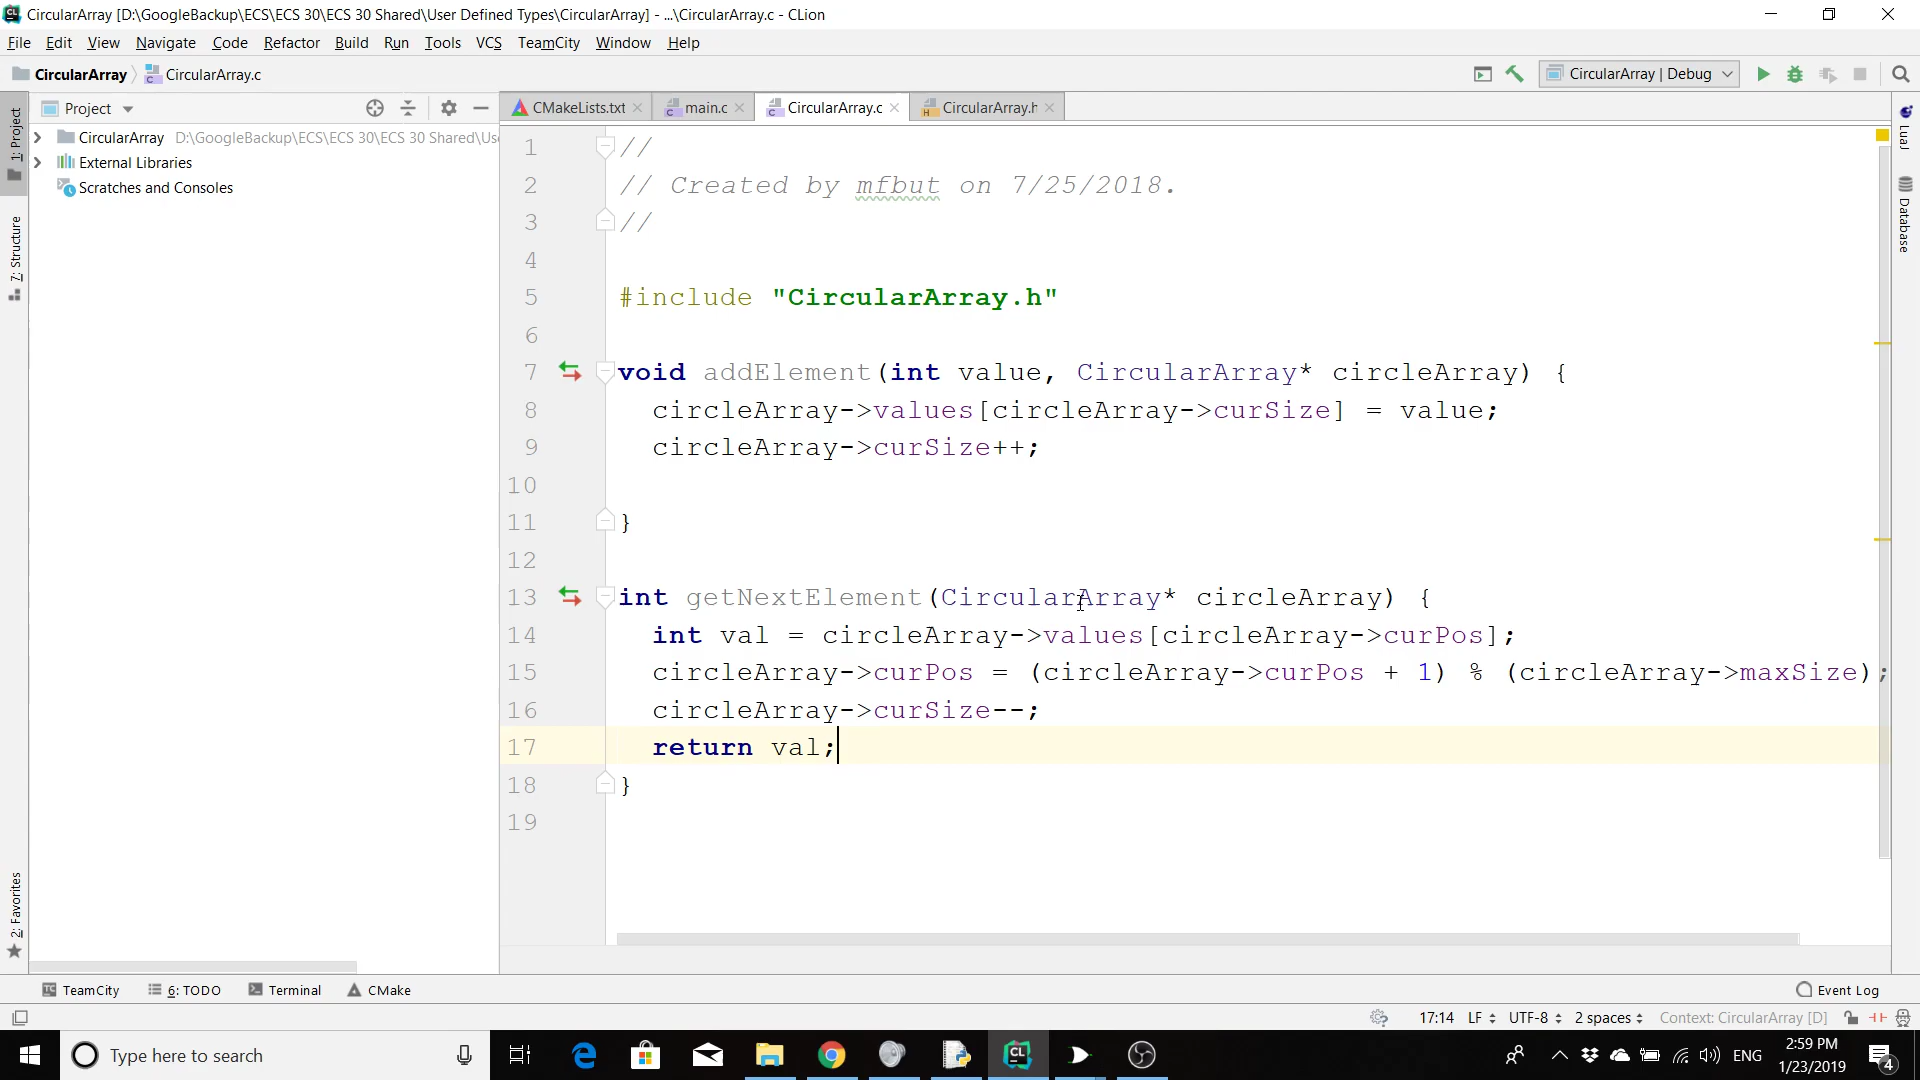 CircularArray [D:\GoogleBackup\ECS\ECS 30\ECS 30 Shared\User Defined Types\CircularArray] - ...\CircularArray.c - CLion
File Edit View Navigate Code Refactor Build Run Tools VCS TeamCity Window Help
CircularArray CircularArray.c CircularArray | Debug
Project CMakeLists.txt main.c CircularArray.c CircularArray.h
1: Project
7: Structure
2: Favorites
CircularArray D:\GoogleBackup\ECS\ECS 30\ECS 30 Shared\Use
External Libraries
Scratches and Consoles
LuaJ
Database
1 //
2 // Created by mfbut on 7/25/2018.
3 //
4
5 #include "CircularArray.h"
6
7 void addElement(int value, CircularArray* circleArray) {
8 circleArray->values[circleArray->curSize] = value;
9 circleArray->curSize++;
10
11 }
12
13 int getNextElement(CircularArray* circleArray) {
14 int val = circleArray->values[circleArray->curPos];
15 circleArray->curPos = (circleArray->curPos + 1) % (circleArray->maxSize);
16 circleArray->curSize--;
17 return val;
18 }
19
TeamCity 6: TODO Terminal CMake Event Log
17:14 LF UTF-8 2 spaces Context: CircularArray [D]
Type here to search ENG 2:59 PM
1/23/2019 4